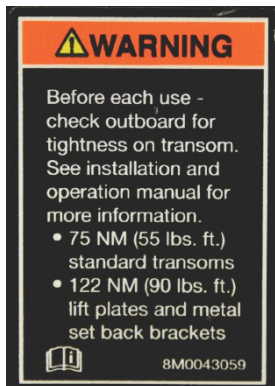 WARNING
Before each use -
check outboard for
tightness on transom.
See installation and
operation manual for
more information.
• 75 NM (55 lbs. ft.)
standard transoms
• 122 NM (90 lbs. ft.)
lift plates and metal
set back brackets
8M0043059